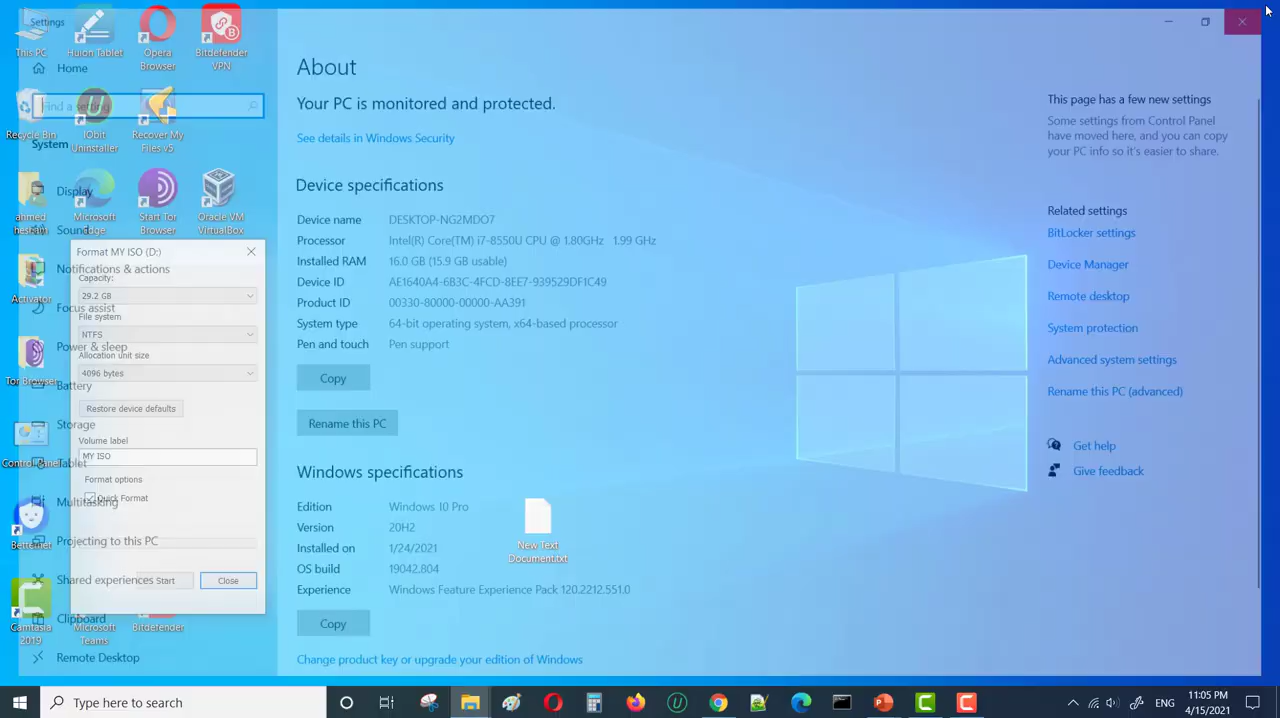 Settings
This PC
Huion Tablet
Opera
Browser
Bitdefender
VPN
Home
Find a setting
Recycle Bin
IObit
Uninstaller
Recover My
Files v5
System
Display
ahmed
hesham
Microsoft
Edge
Start Tor
Browser
Oracle VM
VirtualBox
Sound
Format MY ISO (D:)
Notifications & actions
Capacity:
29.2 GB
Activator
Focus assist
File system
NTFS
Power & sleep
Allocation unit size
4096 bytes
Tor Browser
Battery
Restore device defaults
Storage
Volume label
MY ISO
Control Panel
Tablet
Format options
Quick Format
Multitasking
Projecting to this PC
Shared experiences
Start
Close
Clipboard
Camtasia
2019
Microsoft
Teams
Bitdefender
Remote Desktop
About
Your PC is monitored and protected.
See details in Windows Security
Device specifications
Device name DESKTOP-NG2MDO7
Processor Intel(R) Core(TM) i7-8550U CPU @ 1.80GHz 1.99 GHz
Installed RAM 16.0 GB (15.9 GB usable)
Device ID AE1640A4-6B3C-4FCD-8EE7-939529DF1C49
Product ID 00330-80000-00000-AA391
System type 64-bit operating system, x64-based processor
Pen and touch Pen support
Copy
Rename this PC
Windows specifications
Edition Windows 10 Pro
Version 20H2
Installed on 1/24/2021
OS build 19042.804
Experience Windows Feature Experience Pack 120.2212.551.0
New Text
Document.txt
Copy
Change product key or upgrade your edition of Windows
This page has a few new settings
Some settings from Control Panel
have moved here, and you can copy
your PC info so it's easier to share.
Related settings
BitLocker settings
Device Manager
Remote desktop
System protection
Advanced system settings
Rename this PC (advanced)
Get help
Give feedback
Type here to search
ENG
11:05 PM
4/15/2021